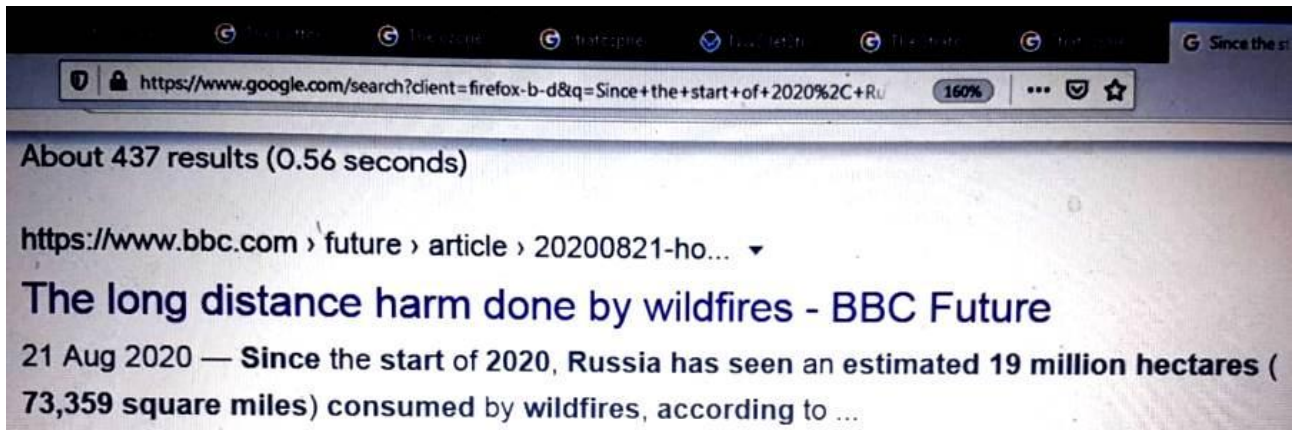 Since the st
https://www.google.com/search?client=firefox-b-d&q=Since+the+start+of+2020%2C+Ru
160%
About 437 results (0.56 seconds)
https://www.bbc.com › future › article › 20200821-ho...
The long distance harm done by wildfires - BBC Future
21 Aug 2020 — Since the start of 2020, Russia has seen an estimated 19 million hectares (
73,359 square miles) consumed by wildfires, according to ...